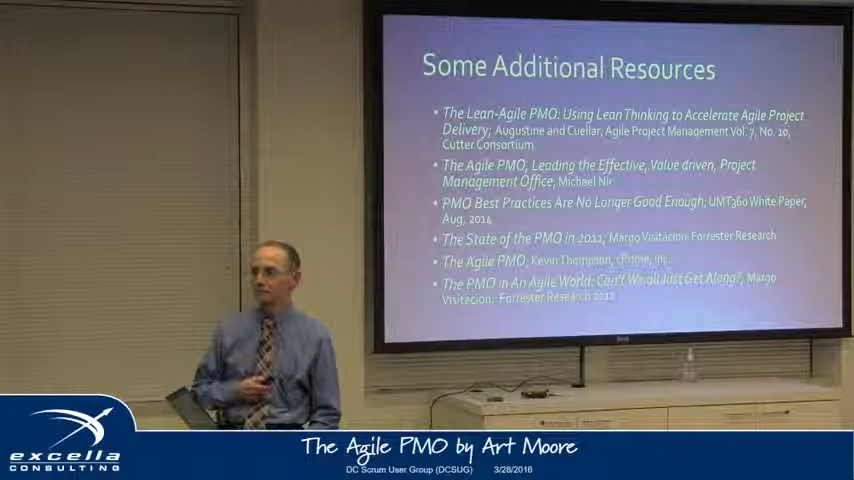 Some Additional Resources
• The Lean-Agile PMO: Using Lean Thinking to Accelerate Agile Project
Delivery; Augustine and Cuellar, Agile Project Management Vol. 7, No. 10,
Cutter Consortium
• The Agile PMO, Leading the Effective, Value driven, Project
Management Office, Michael Nir
• PMO Best Practices Are No Longer Good Enough; UMT360 White Paper,
Aug, 2014
• The State of the PMO in 2011; Margo Visitacion Forrester Research
• The Agile PMO, Kevin Thompson, cPrime, inc.
• The PMO in An Agile World: Can't We all Just Get Along?, Margo
Visitacion, Forrester Research 2012
excella
CONSULTING
The Agile PMO by Art Moore
DC Scrum User Group (DCSUG) 3/28/2016